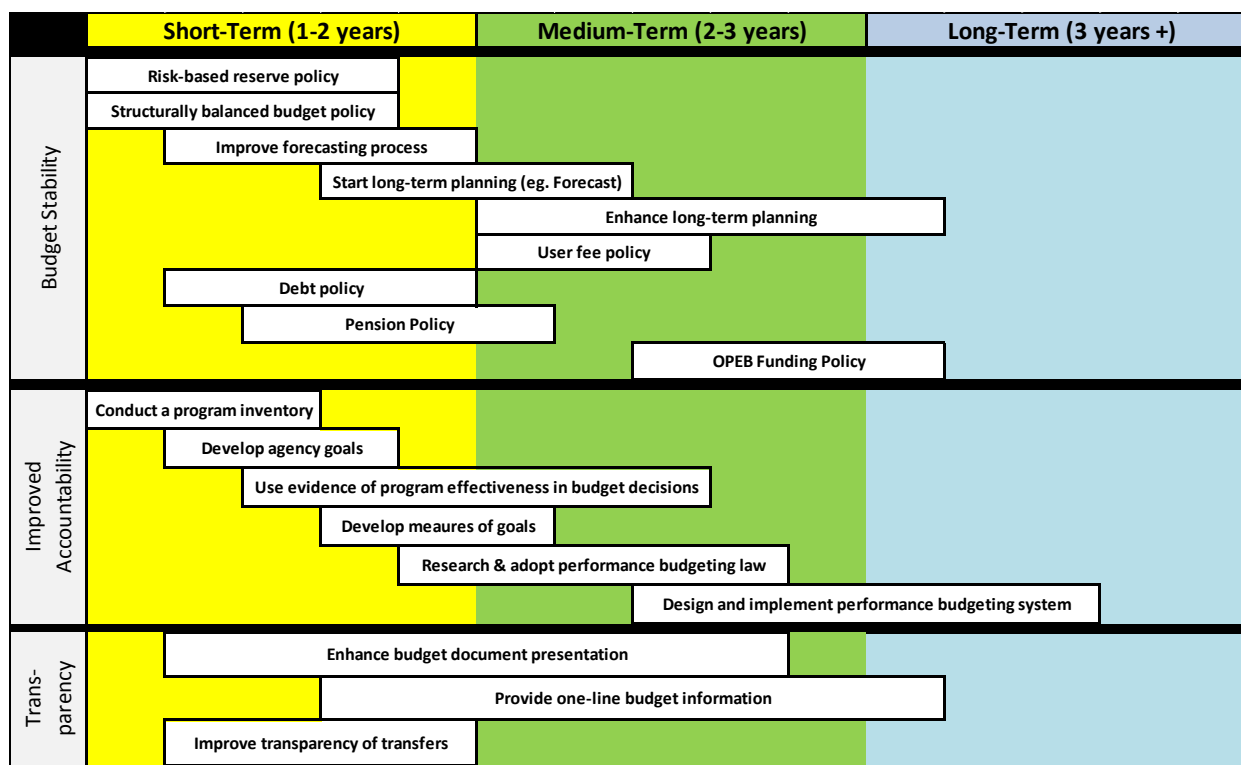 Short-Term (1-2 years)
Medium-Term (2-3 years)
Long-Term (3 years +)
Budget Stability
Risk-based reserve policy
Structurally balanced budget policy
Improve forecasting process
Start long-term planning (eg. Forecast)
Enhance long-term planning
User fee policy
Debt policy
Pension Policy
OPEB Funding Policy
Improved
Accountability
Conduct a program inventory
Develop agency goals
Use evidence of program effectiveness in budget decisions
Develop meaures of goals
Research & adopt performance budgeting law
Design and implement performance budgeting system
Trans-
parency
Enhance budget document presentation
Provide one-line budget information
Improve transparency of transfers